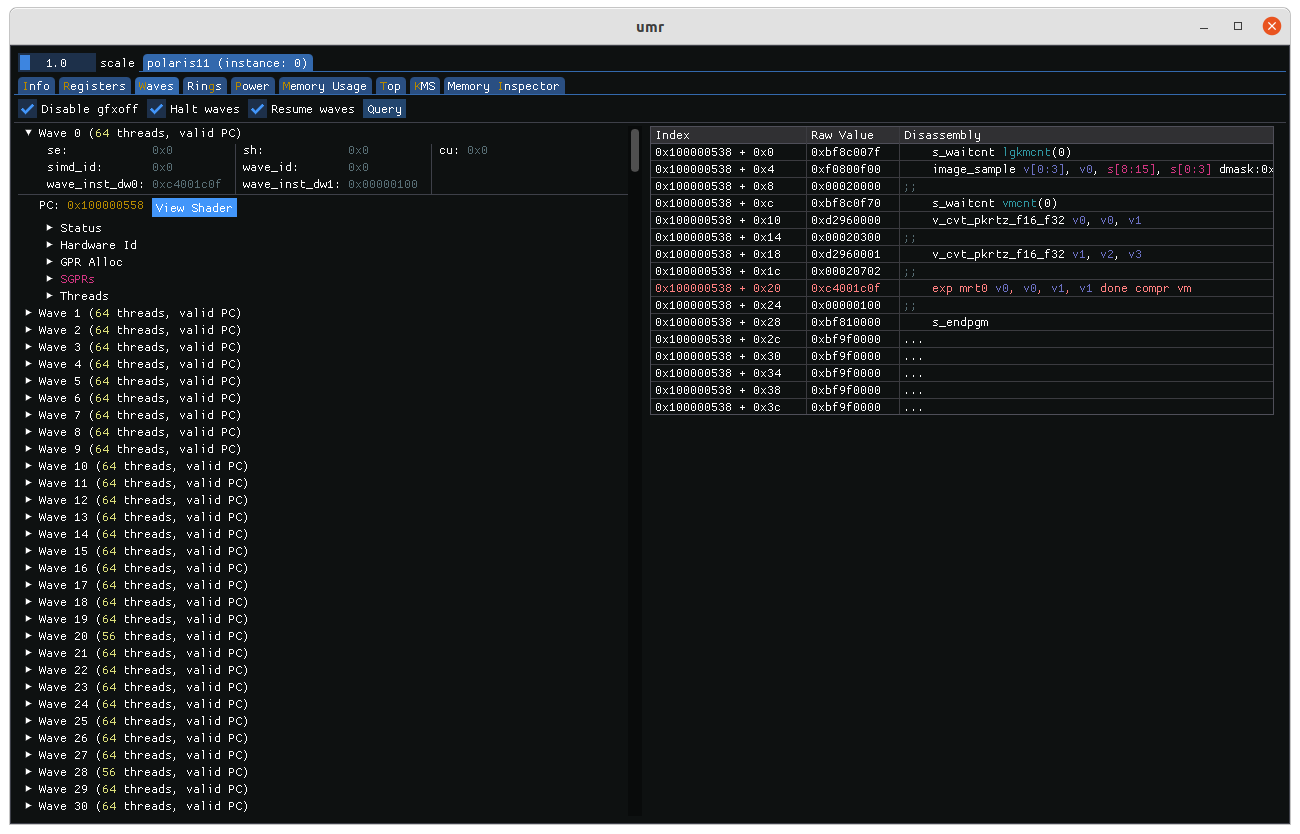 umr
1.0 scale polaris11 (instance: 0)
Info Registers Waves Rings Power Memory Usage Top KMS Memory Inspector
Disable gfxoff Halt waves Resume waves Query
Wave 0 (64 threads, valid PC)
se: 0x0 sh: 0x0 cu: 0x0
simd_id: 0x0 wave_id: 0x0
wave_inst_dw0: 0xc4001c0f wave_inst_dw1: 0x00000100
PC: 0x100000558 View Shader
Status
Hardware Id
GPR Alloc
SGPRs
Threads
Wave 1 (64 threads, valid PC)
Wave 2 (64 threads, valid PC)
Wave 3 (64 threads, valid PC)
Wave 4 (64 threads, valid PC)
Wave 5 (64 threads, valid PC)
Wave 6 (64 threads, valid PC)
Wave 7 (64 threads, valid PC)
Wave 8 (64 threads, valid PC)
Wave 9 (64 threads, valid PC)
Wave 10 (64 threads, valid PC)
Wave 11 (64 threads, valid PC)
Wave 12 (64 threads, valid PC)
Wave 13 (64 threads, valid PC)
Wave 14 (64 threads, valid PC)
Wave 15 (64 threads, valid PC)
Wave 16 (64 threads, valid PC)
Wave 17 (64 threads, valid PC)
Wave 18 (64 threads, valid PC)
Wave 19 (64 threads, valid PC)
Wave 20 (56 threads, valid PC)
Wave 21 (64 threads, valid PC)
Wave 22 (64 threads, valid PC)
Wave 23 (64 threads, valid PC)
Wave 24 (64 threads, valid PC)
Wave 25 (64 threads, valid PC)
Wave 26 (64 threads, valid PC)
Wave 27 (64 threads, valid PC)
Wave 28 (56 threads, valid PC)
Wave 29 (64 threads, valid PC)
Wave 30 (64 threads, valid PC)
Index Raw Value Disassembly
0x100000538 + 0x0 0xbf8c007f s_waitcnt lgkmcnt(0)
0x100000538 + 0x4 0xf0800f00 image_sample v[0:3], v0, s[8:15], s[0:3] dmask:0x
0x100000538 + 0x8 0x00020000 ;;
0x100000538 + 0xc 0xbf8c0f70 s_waitcnt vmcnt(0)
0x100000538 + 0x10 0xd2960000 v_cvt_pkrtz_f16_f32 v0, v0, v1
0x100000538 + 0x14 0x00020300 ;;
0x100000538 + 0x18 0xd2960001 v_cvt_pkrtz_f16_f32 v1, v2, v3
0x100000538 + 0x1c 0x00020702 ;;
0x100000538 + 0x20 0xc4001c0f exp mrt0 v0, v0, v1, v1 done compr vm
0x100000538 + 0x24 0x00000100 ;;
0x100000538 + 0x28 0xbf810000 s_endpgm
0x100000538 + 0x2c 0xbf9f0000 ...
0x100000538 + 0x30 0xbf9f0000 ...
0x100000538 + 0x34 0xbf9f0000 ...
0x100000538 + 0x38 0xbf9f0000 ...
0x100000538 + 0x3c 0xbf9f0000 ...